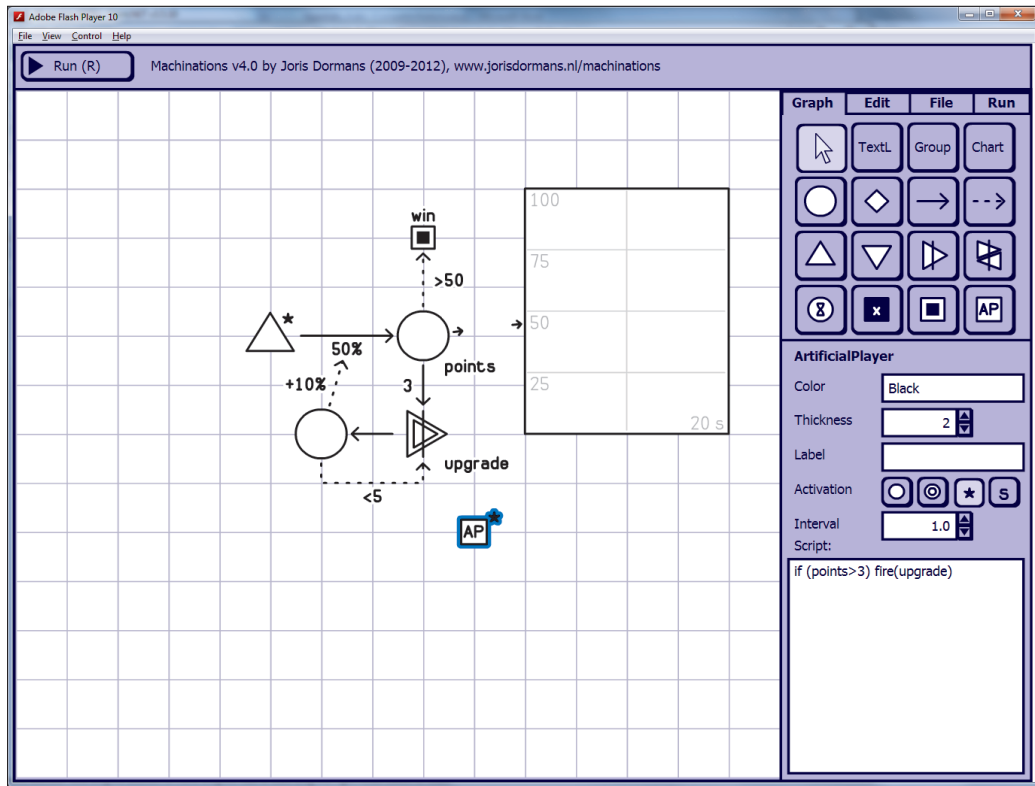 Adobe Flash Player 10
File View Control Help
Run (R)
Machinations v4.0 by Joris Dormans (2009-2012), www.jorisdormans.nl/machinations
Graph Edit File Run
TextL Group Chart
x AP
100
75
50
25
20 s
win
>50
50%
points
+10%
3
upgrade
<5
AP
ArtificialPlayer
Color Black
Thickness 2
Label
Activation S
Interval 1.0
Script:
if (points>3) fire(upgrade)